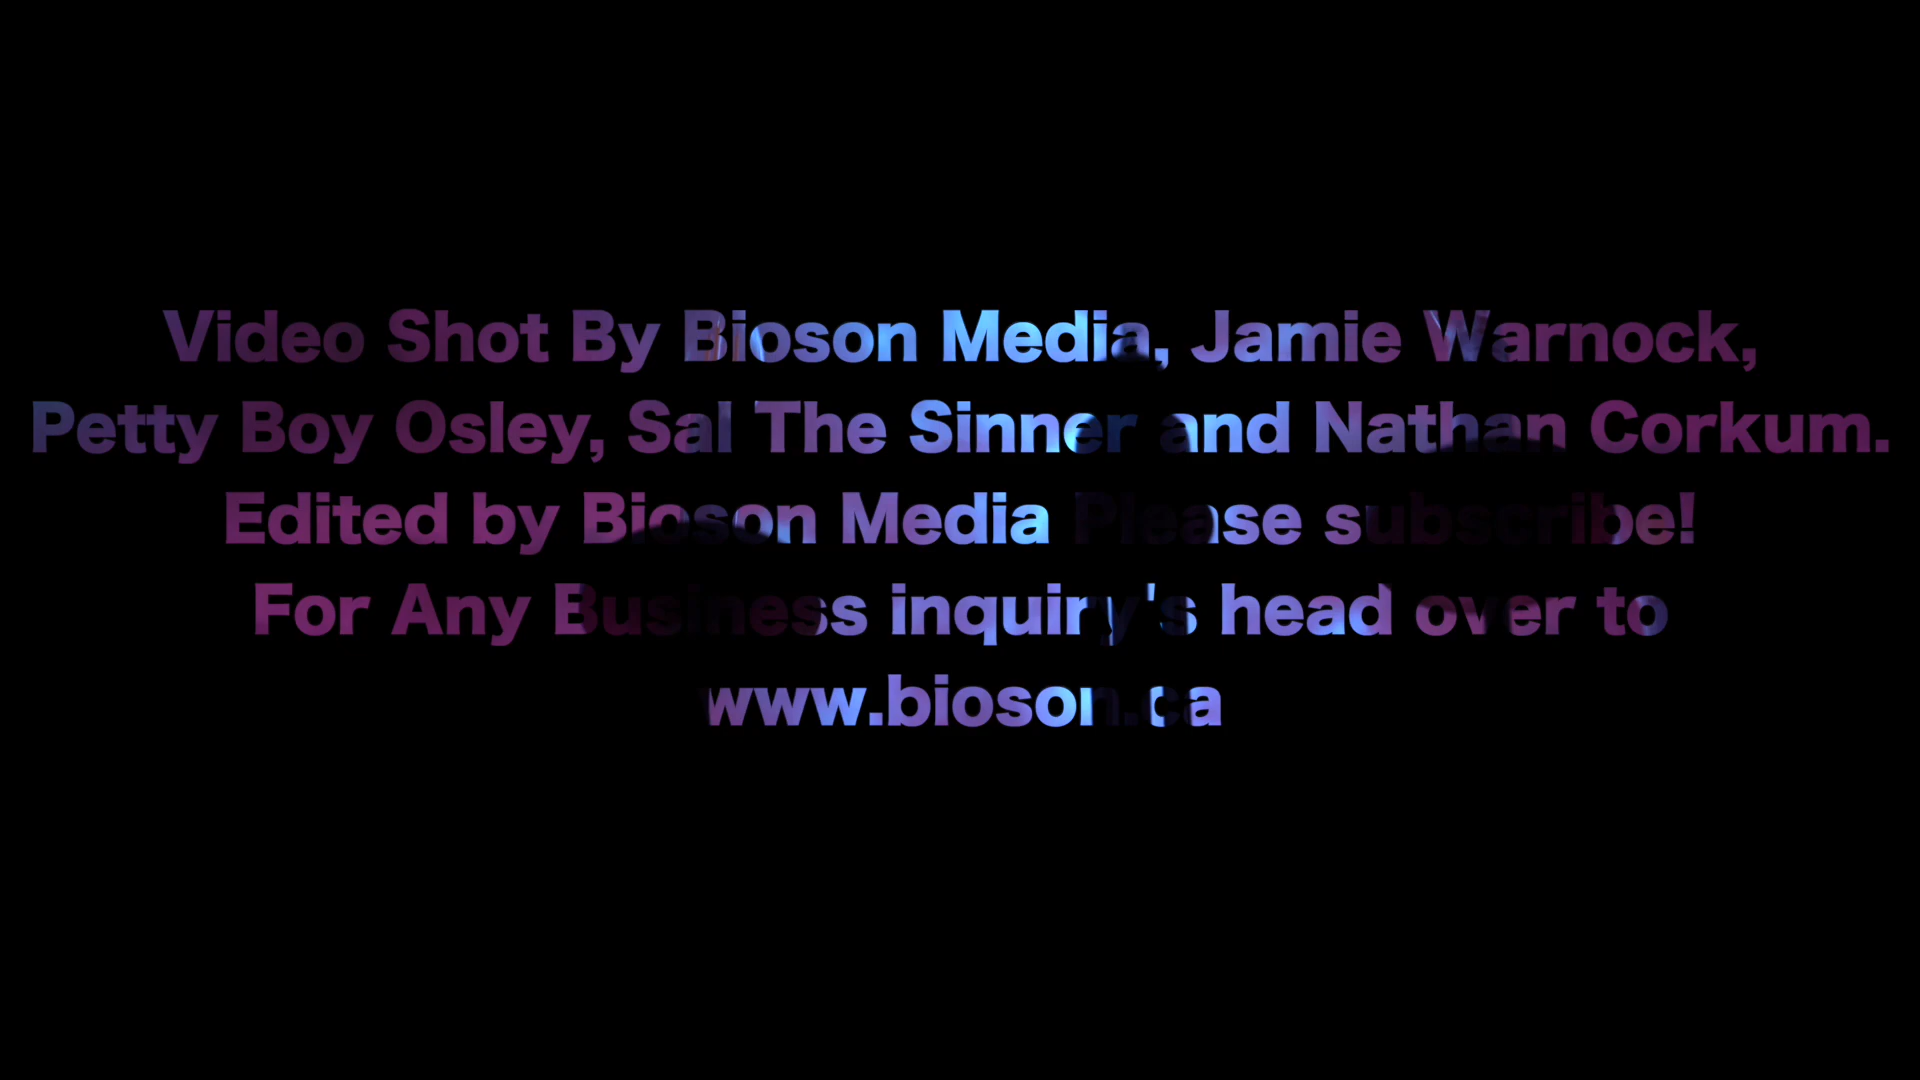 Video Shot By Bioson Media, Jamie Warnock,
Petty Boy Osley, Sal The Sinner and Nathan Corkum.
Edited by Bioson Media Please subscribe!
For Any Business inquiry's head over to
www.bioson.ca